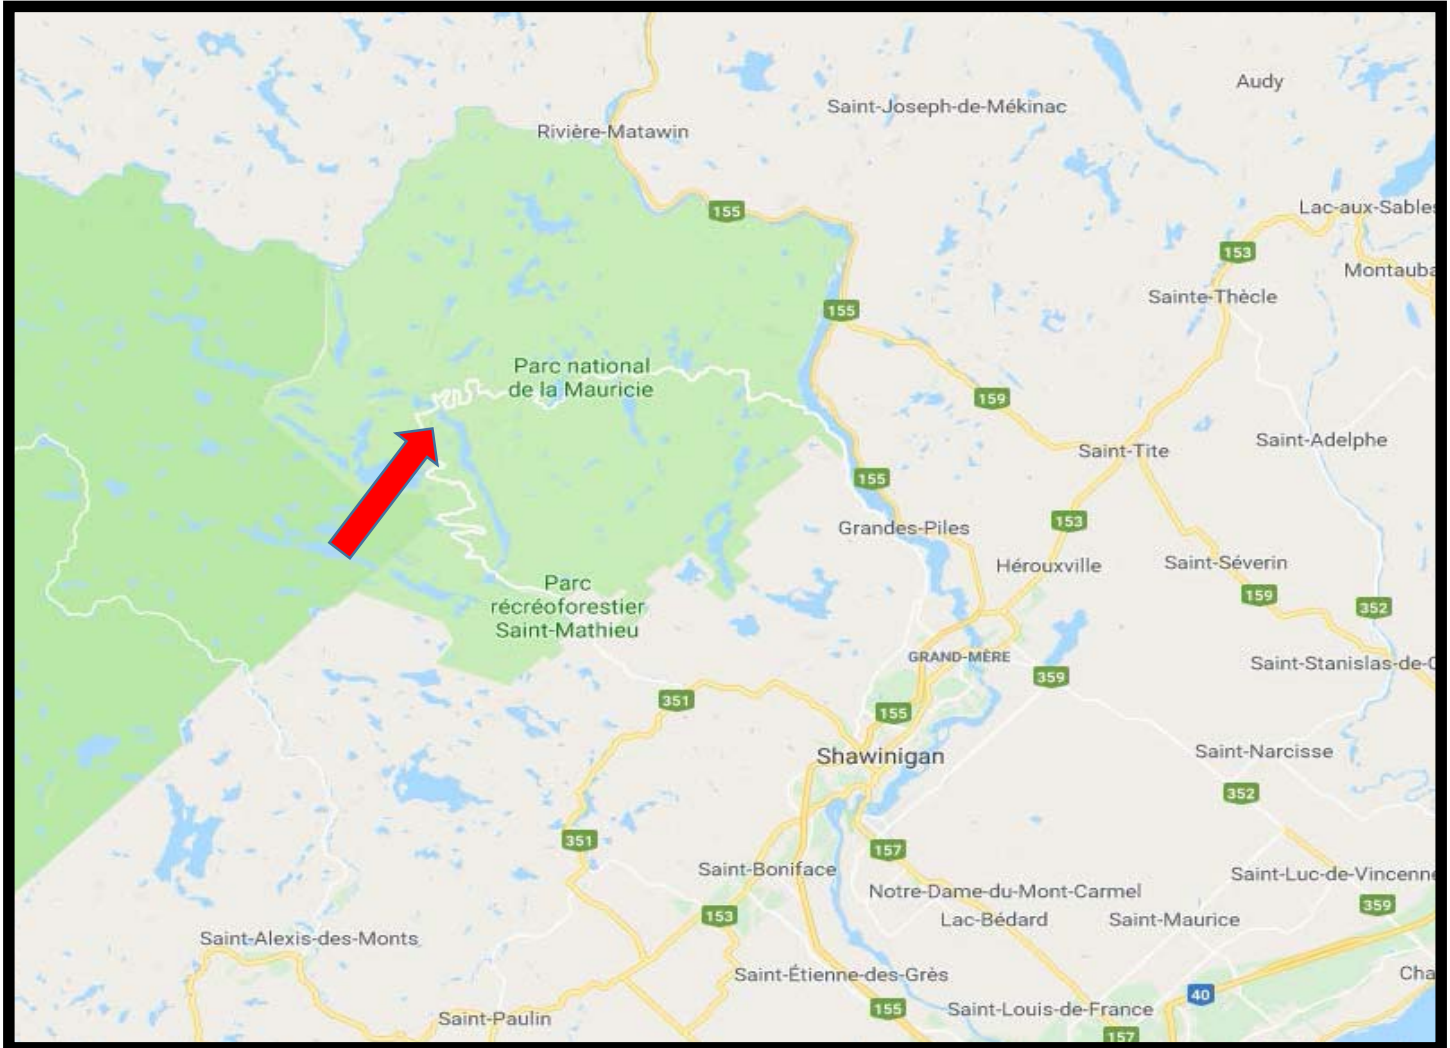 Audy
Saint-Joseph-de-Mékinac
Rivière-Matawin
155
Lac-aux-Sables
153
Montauba
Sainte-Thècle
155
Parc national
de la Mauricie
159
Saint-Tite
Saint-Adelphe
155
153
Grandes-Piles
Hérouxville
Saint-Séverin
Parc
récréoforestier
Saint-Mathieu
159
352
GRAND-MÈRE
359
Saint-Stanislas-de-C
351
155
Shawinigan
Saint-Narcisse
352
351
157
Saint-Boniface
Saint-Luc-de-Vincenne
Notre-Dame-du-Mont-Carmel
359
153
Lac-Bédard
Saint-Maurice
Saint-Alexis-des-Monts
Saint-Étienne-des-Grès
Cha
40
155
Saint-Louis-de-France
Saint-Paulin
157